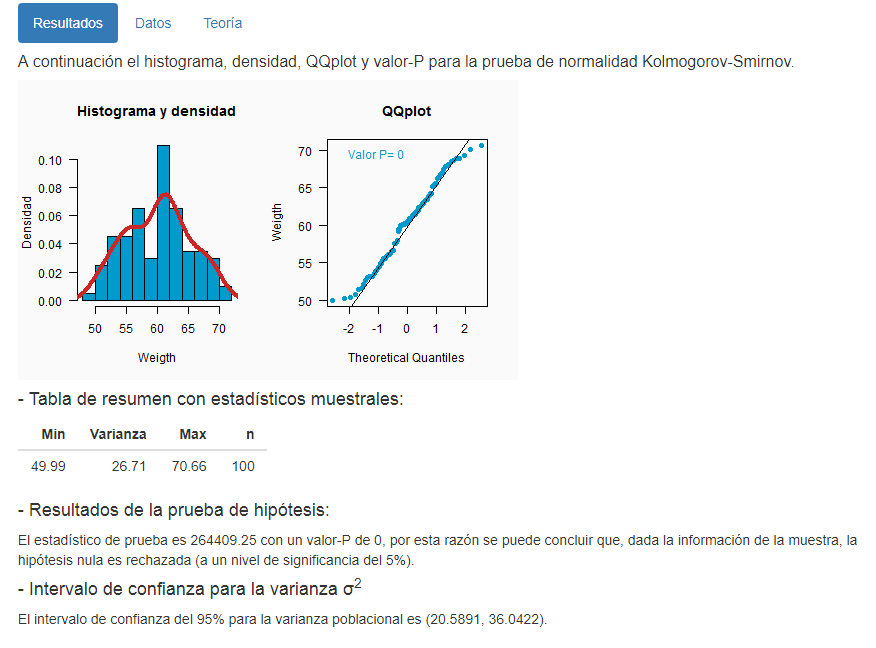 Resultados Datos Teoría
A continuación el histograma, densidad, QQplot y valor-P para la prueba de normalidad Kolmogorov-Smirnov.
Histograma y densidad
Densidad
0.10
0.08
0.06
0.04
0.02
0.00
50 55 60 65 70
Weigth
QQplot
Valor P= 0
Weigth
70
65
60
55
50
-2 -1 0 1 2
Theoretical Quantiles
- Tabla de resumen con estadísticos muestrales:
Min Varianza Max n
49.99 26.71 70.66 100
- Resultados de la prueba de hipótesis:
El estadístico de prueba es 264409.25 con un valor-P de 0, por esta razón se puede concluir que, dada la información de la muestra, la
hipótesis nula es rechazada (a un nivel de significancia del 5%).
- Intervalo de confianza para la varianza σ²
El intervalo de confianza del 95% para la varianza poblacional es (20.5891, 36.0422).